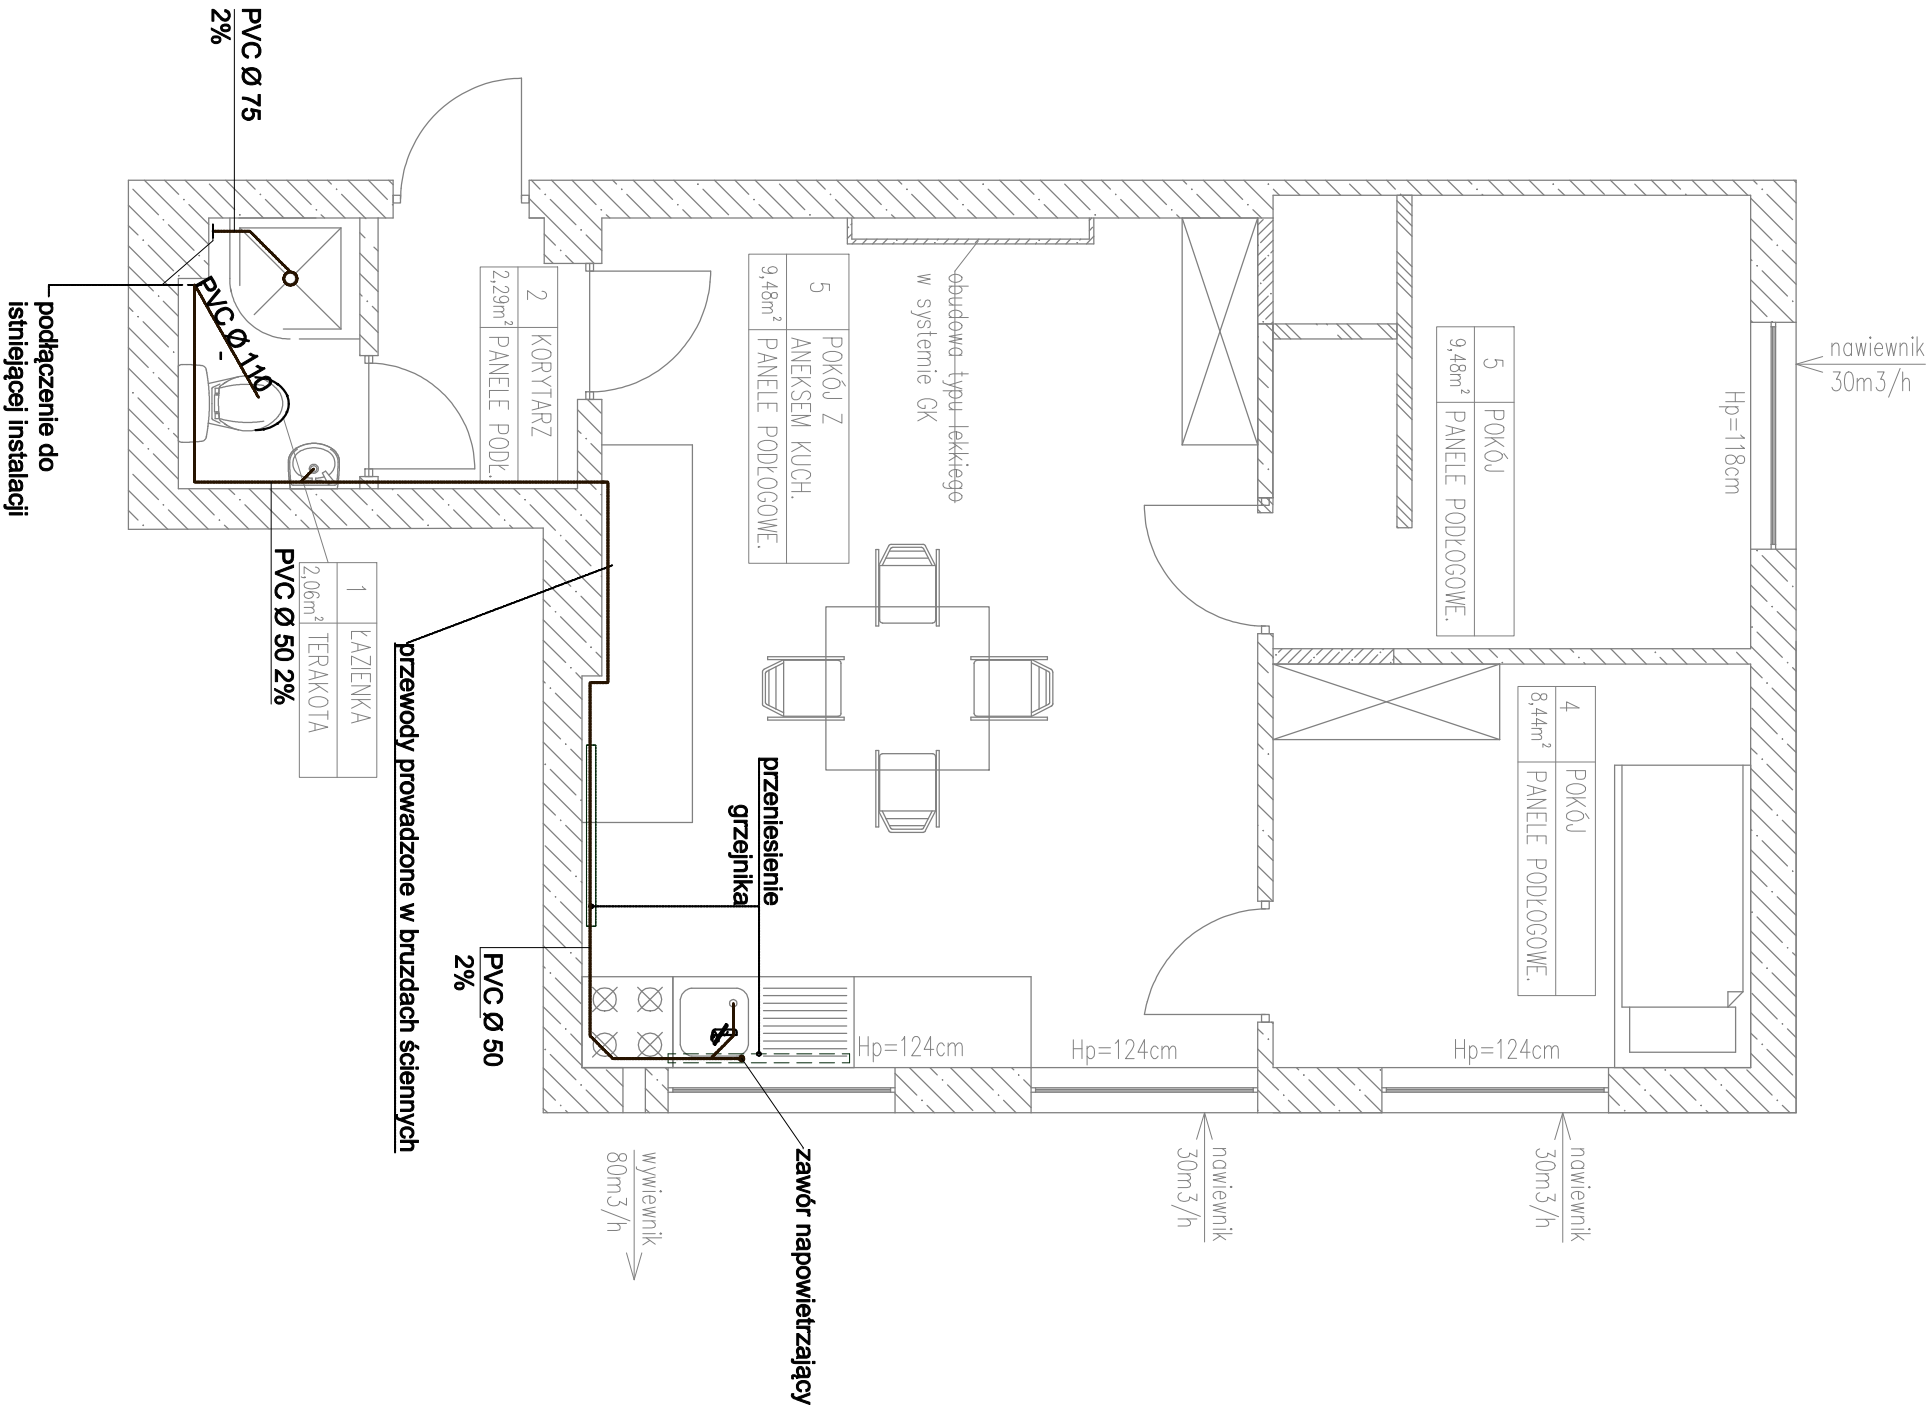 PVC Ø 75
2%
podłączenie do
istniejącej instalacji
PVC Ø 110
-
PVC Ø 50 2%
1
ŁAZIENKA
2,06m²
TERAKOTA
2
KORYTARZ
2,29m²
PANELE PODŁ.
przewody prowadzone w bruzdach ściennych
5
POKÓJ Z
ANEKSEM KUCH.
9,48m²
PANELE PODŁOGOWE.
obudowa typu lekkiego
w systemie GK
przeniesienie
grzejnika
PVC Ø 50
2%
zawór napowietrzający
wywiewnik
80m3/h
Hp=124cm
Hp=124cm
Hp=124cm
nawiewnik
30m3/h
nawiewnik
30m3/h
5
POKÓJ
9,48m²
PANELE PODŁOGOWE.
4
POKÓJ
8,44m²
PANELE PODŁOGOWE.
Hp=118cm
nawiewnik
30m3/h